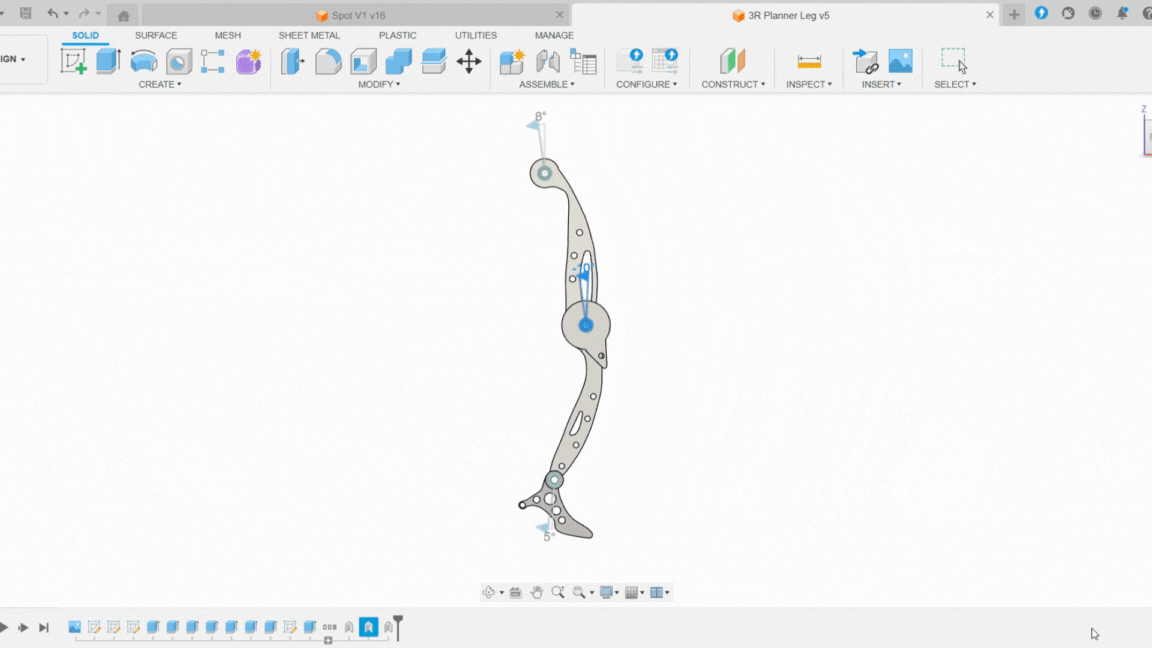 Spot V1 v16
3R Planner Leg v5
SOLID
SURFACE
MESH
SHEET METAL
PLASTIC
UTILITIES
MANAGE
IGN
CREATE
MODIFY
ASSEMBLE
CONFIGURE
CONSTRUCT
INSPECT
INSERT
SELECT
Z
8°
5°